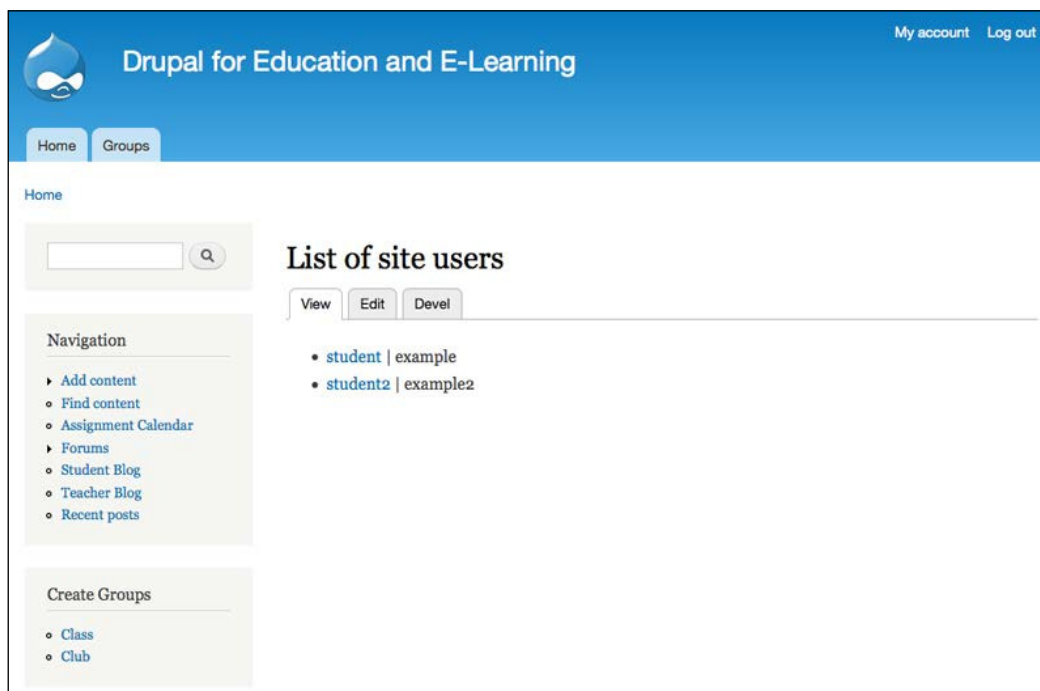 My account Log out
Drupal for Education and E-Learning
Home Groups
Home
List of site users
View Edit Devel
student | example
student2 | example2
Navigation
Add content
Find content
Assignment Calendar
Forums
Student Blog
Teacher Blog
Recent posts
Create Groups
Class
Club